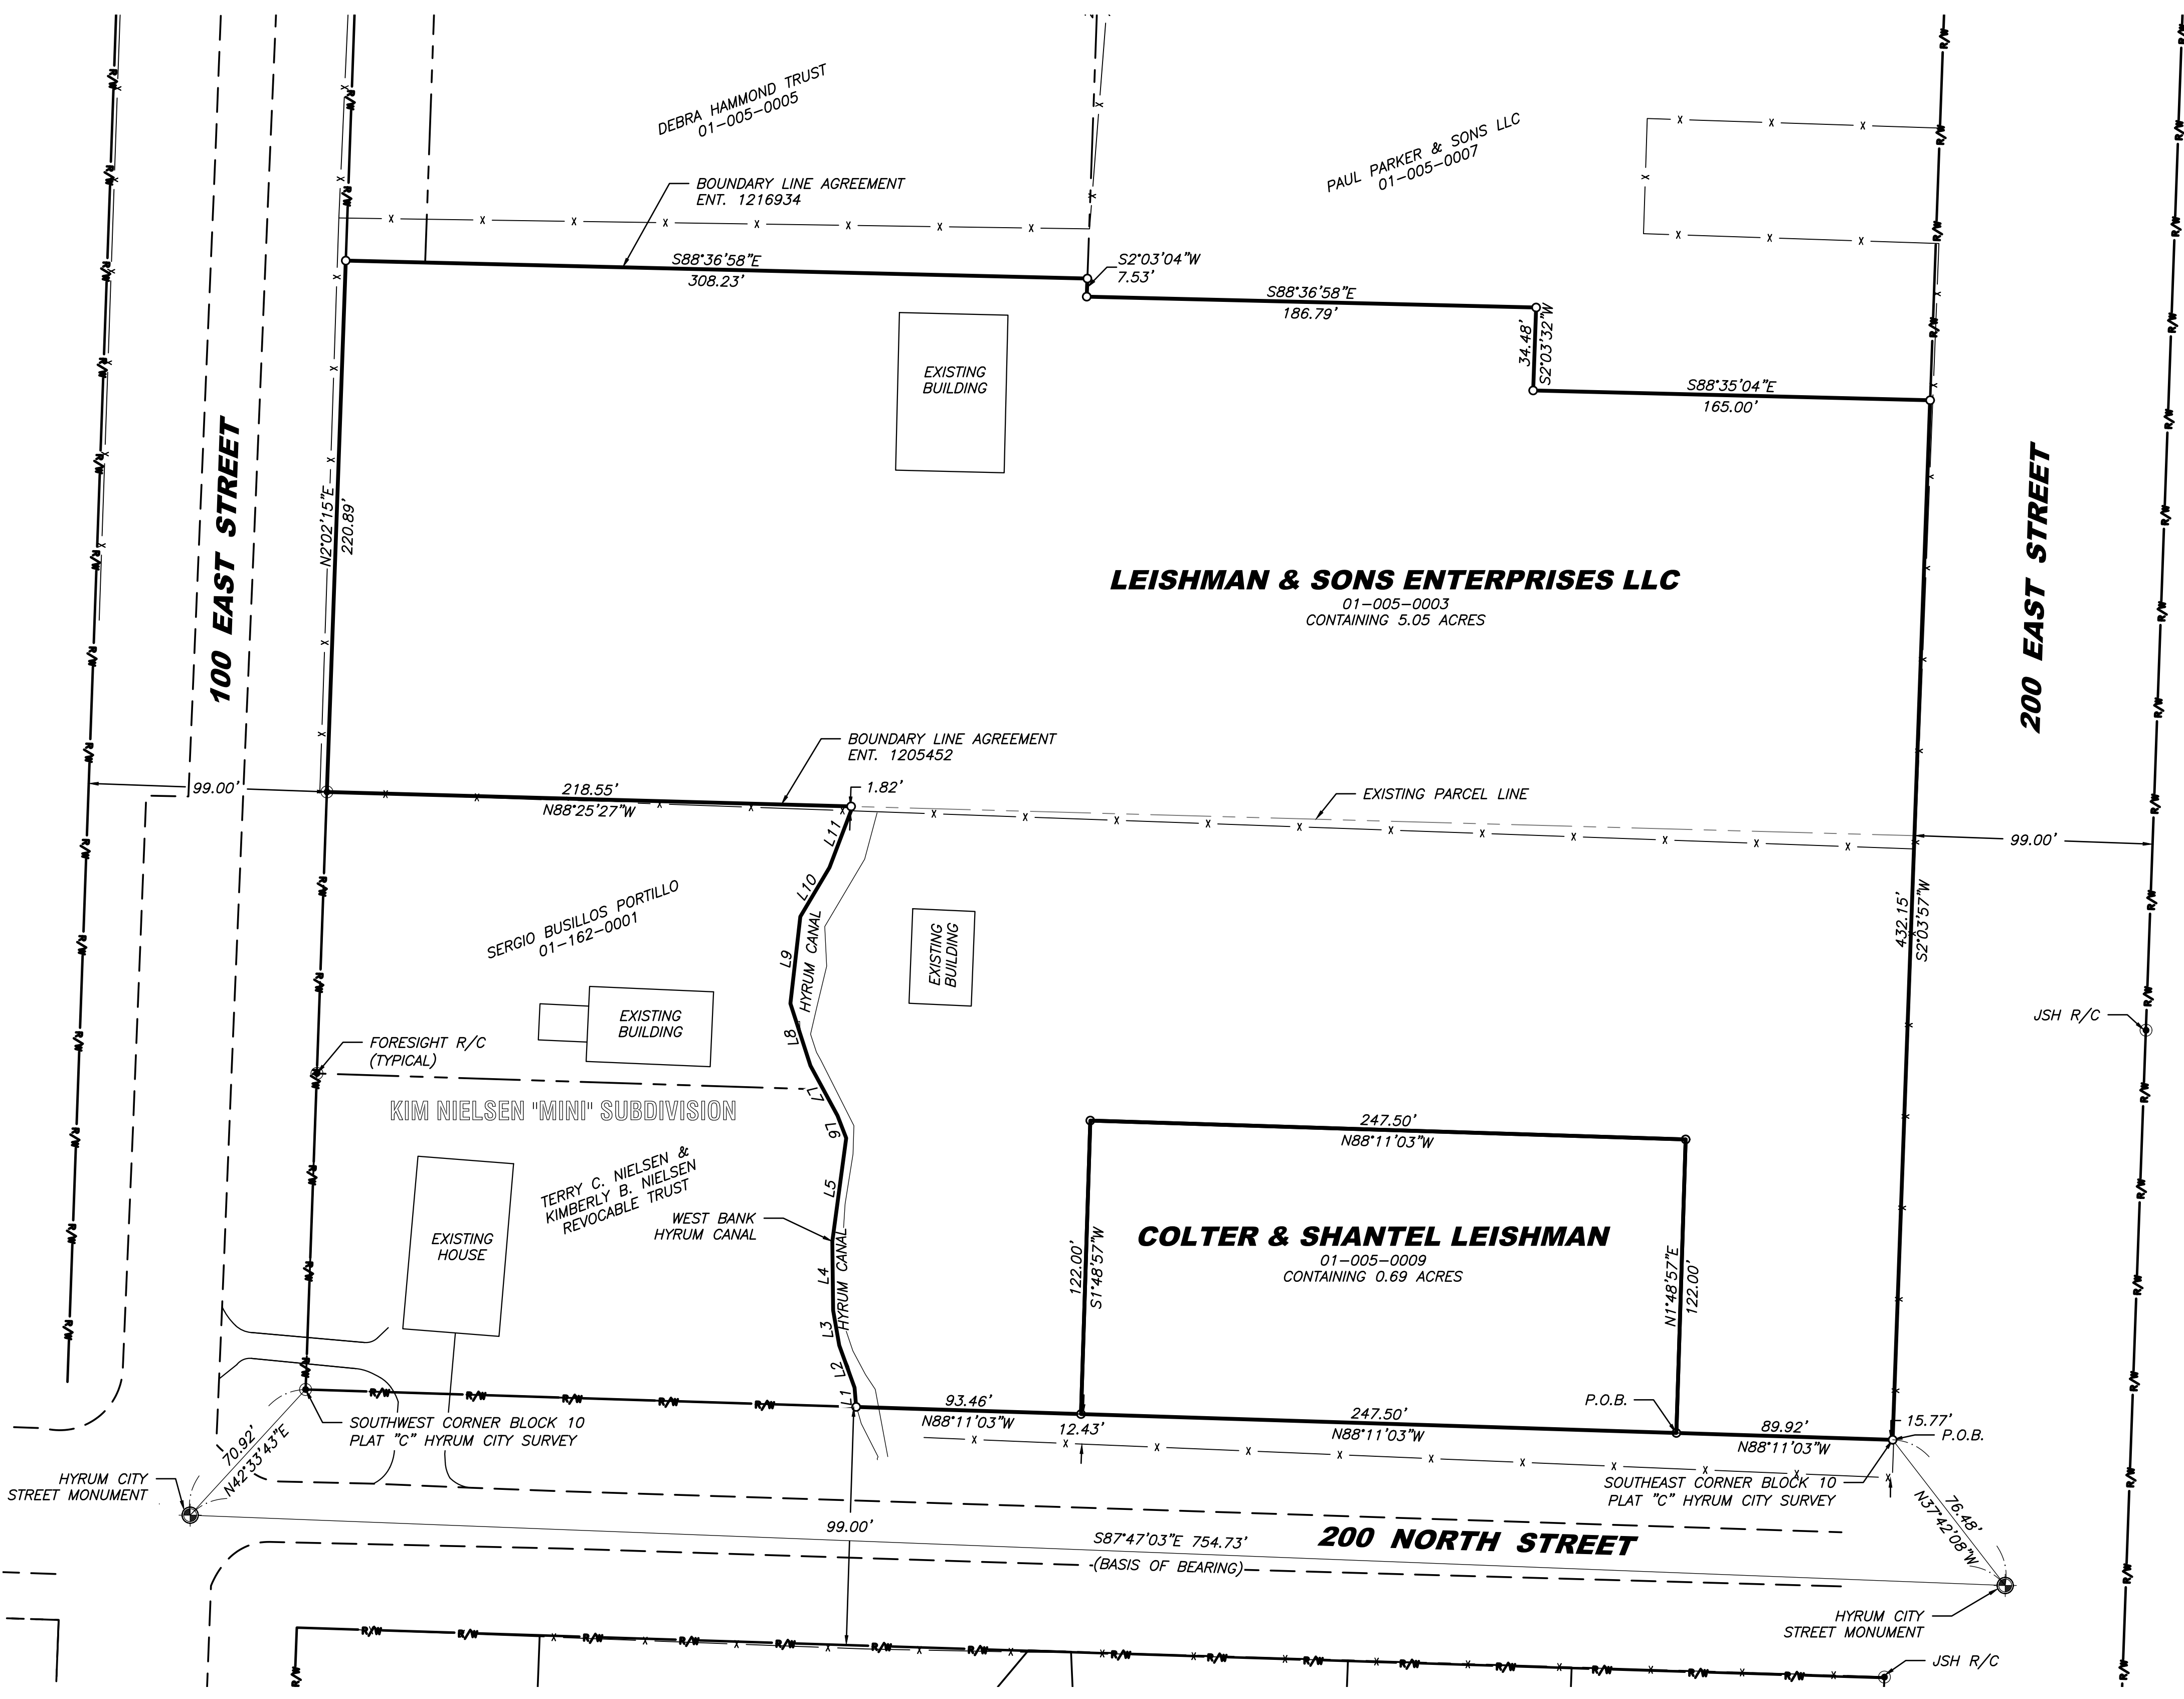 DEBRA HAMMOND TRUST
01-005-0005
PAUL PARKER & SONS LLC
01-005-0007
BOUNDARY LINE AGREEMENT
ENT. 1216934
S88°36'58"E
308.23'
S2°03'04"W
7.53'
S88°36'58"E
186.79'
34.48'
S2°03'32"W
S88°35'04"E
165.00'
EXISTING
BUILDING
100 EAST STREET
N2°02'15"E
220.89'
LEISHMAN & SONS ENTERPRISES LLC
01-005-0003
CONTAINING 5.05 ACRES
200 EAST STREET
BOUNDARY LINE AGREEMENT
ENT. 1205452
99.00'
218.55'
N88°25'27"W
1.82'
EXISTING PARCEL LINE
99.00'
432.15'
S2°03'57"W
L11
L10
L9
HYRUM CANAL
L8
L7
L6
L5
L4
HYRUM CANAL
L3
L2
L1
SERGIO BUSILLOS PORTILLO
01-162-0001
EXISTING
BUILDING
EXISTING
BUILDING
JSH R/C
FORESIGHT R/C
(TYPICAL)
KIM NIELSEN "MINI" SUBDIVISION
TERRY C. NIELSEN &
KIMBERLY B. NIELSEN
REVOCABLE TRUST
WEST BANK
HYRUM CANAL
EXISTING
HOUSE
247.50'
N88°11'03"W
122.00'
S1°48'57"W
COLTER & SHANTEL LEISHMAN
01-005-0009
CONTAINING 0.69 ACRES
N1°48'57"E
122.00'
P.O.B.
93.46'
N88°11'03"W
12.43'
247.50'
N88°11'03"W
89.92'
N88°11'03"W
15.77'
P.O.B.
SOUTHWEST CORNER BLOCK 10
PLAT "C" HYRUM CITY SURVEY
SOUTHEAST CORNER BLOCK 10
PLAT "C" HYRUM CITY SURVEY
70.92'
N42°33'43"E
HYRUM CITY
STREET MONUMENT
76.48'
N37°42'08"W
99.00'
S87°47'03"E 754.73'
(BASIS OF BEARING)
200 NORTH STREET
HYRUM CITY
STREET MONUMENT
JSH R/C
R/W